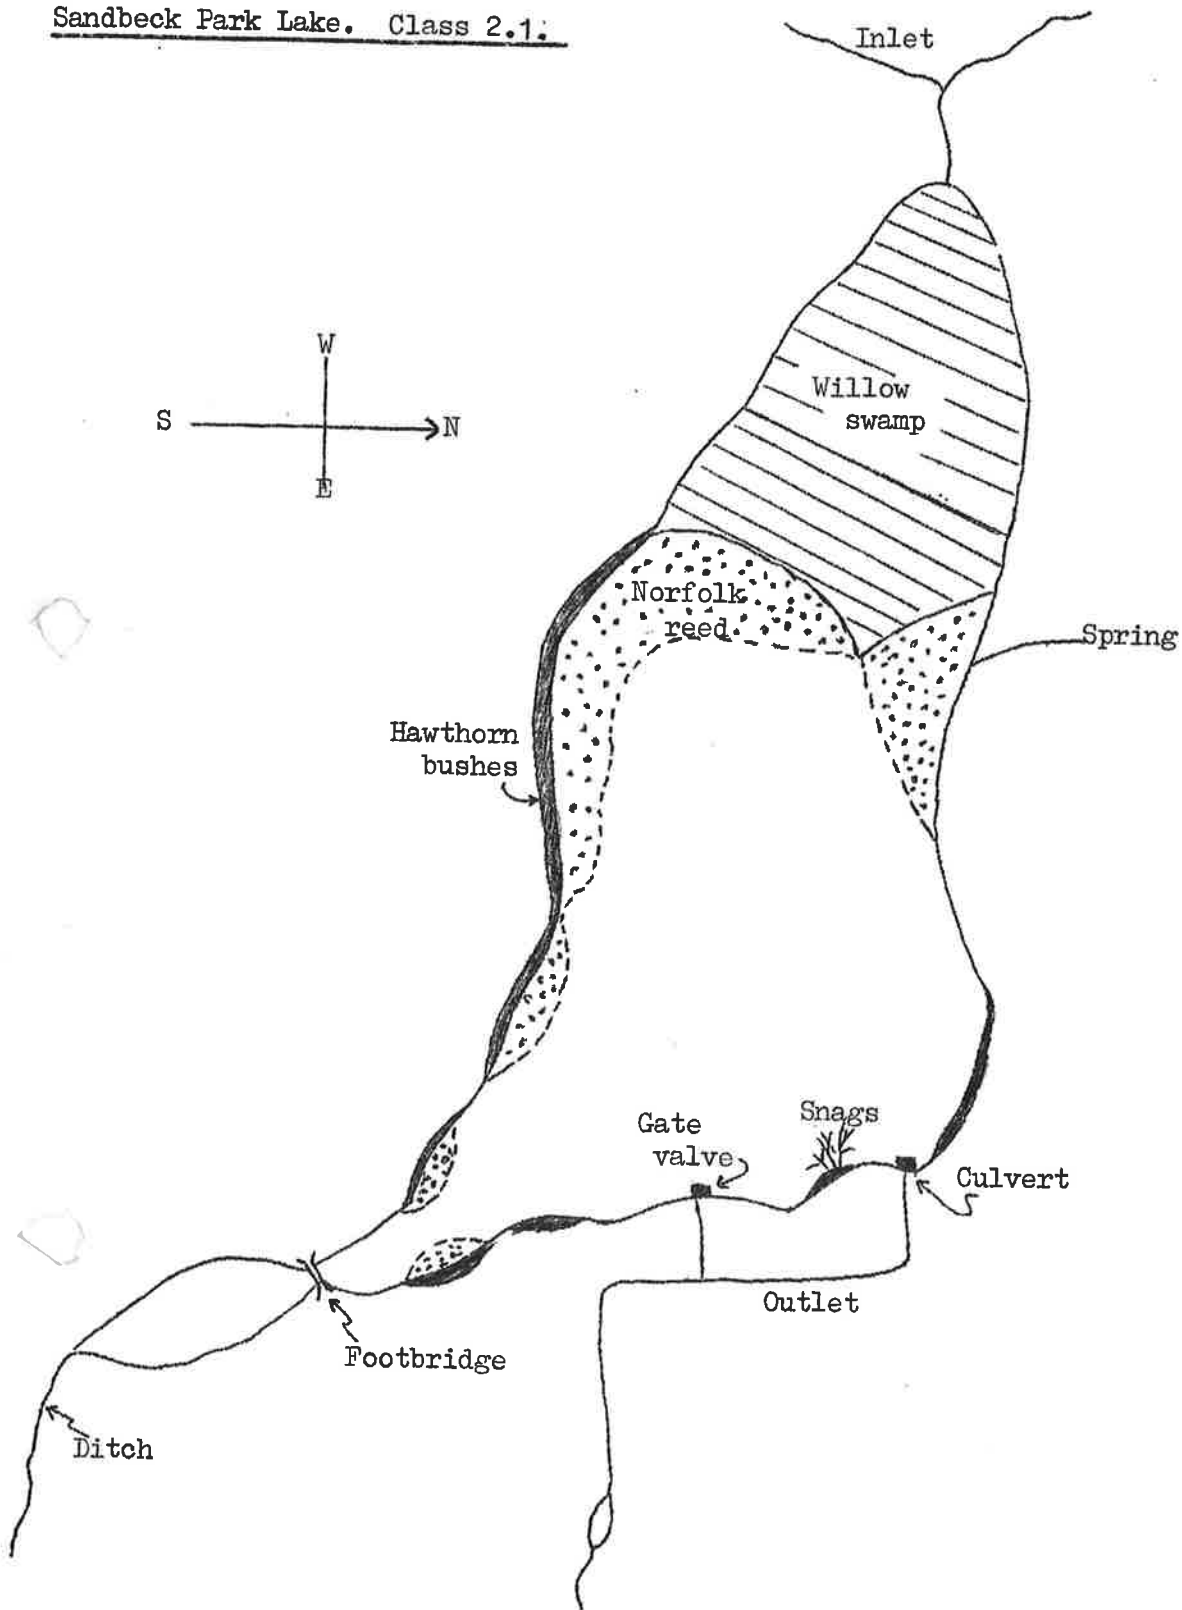 Sandbeck Park Lake. Class 2.1.
Inlet
W
S
N
E
Willow
swamp
Norfolk
reed
Spring
Hawthorn
bushes
Snags
Gate
valve
Culvert
Outlet
Footbridge
Ditch